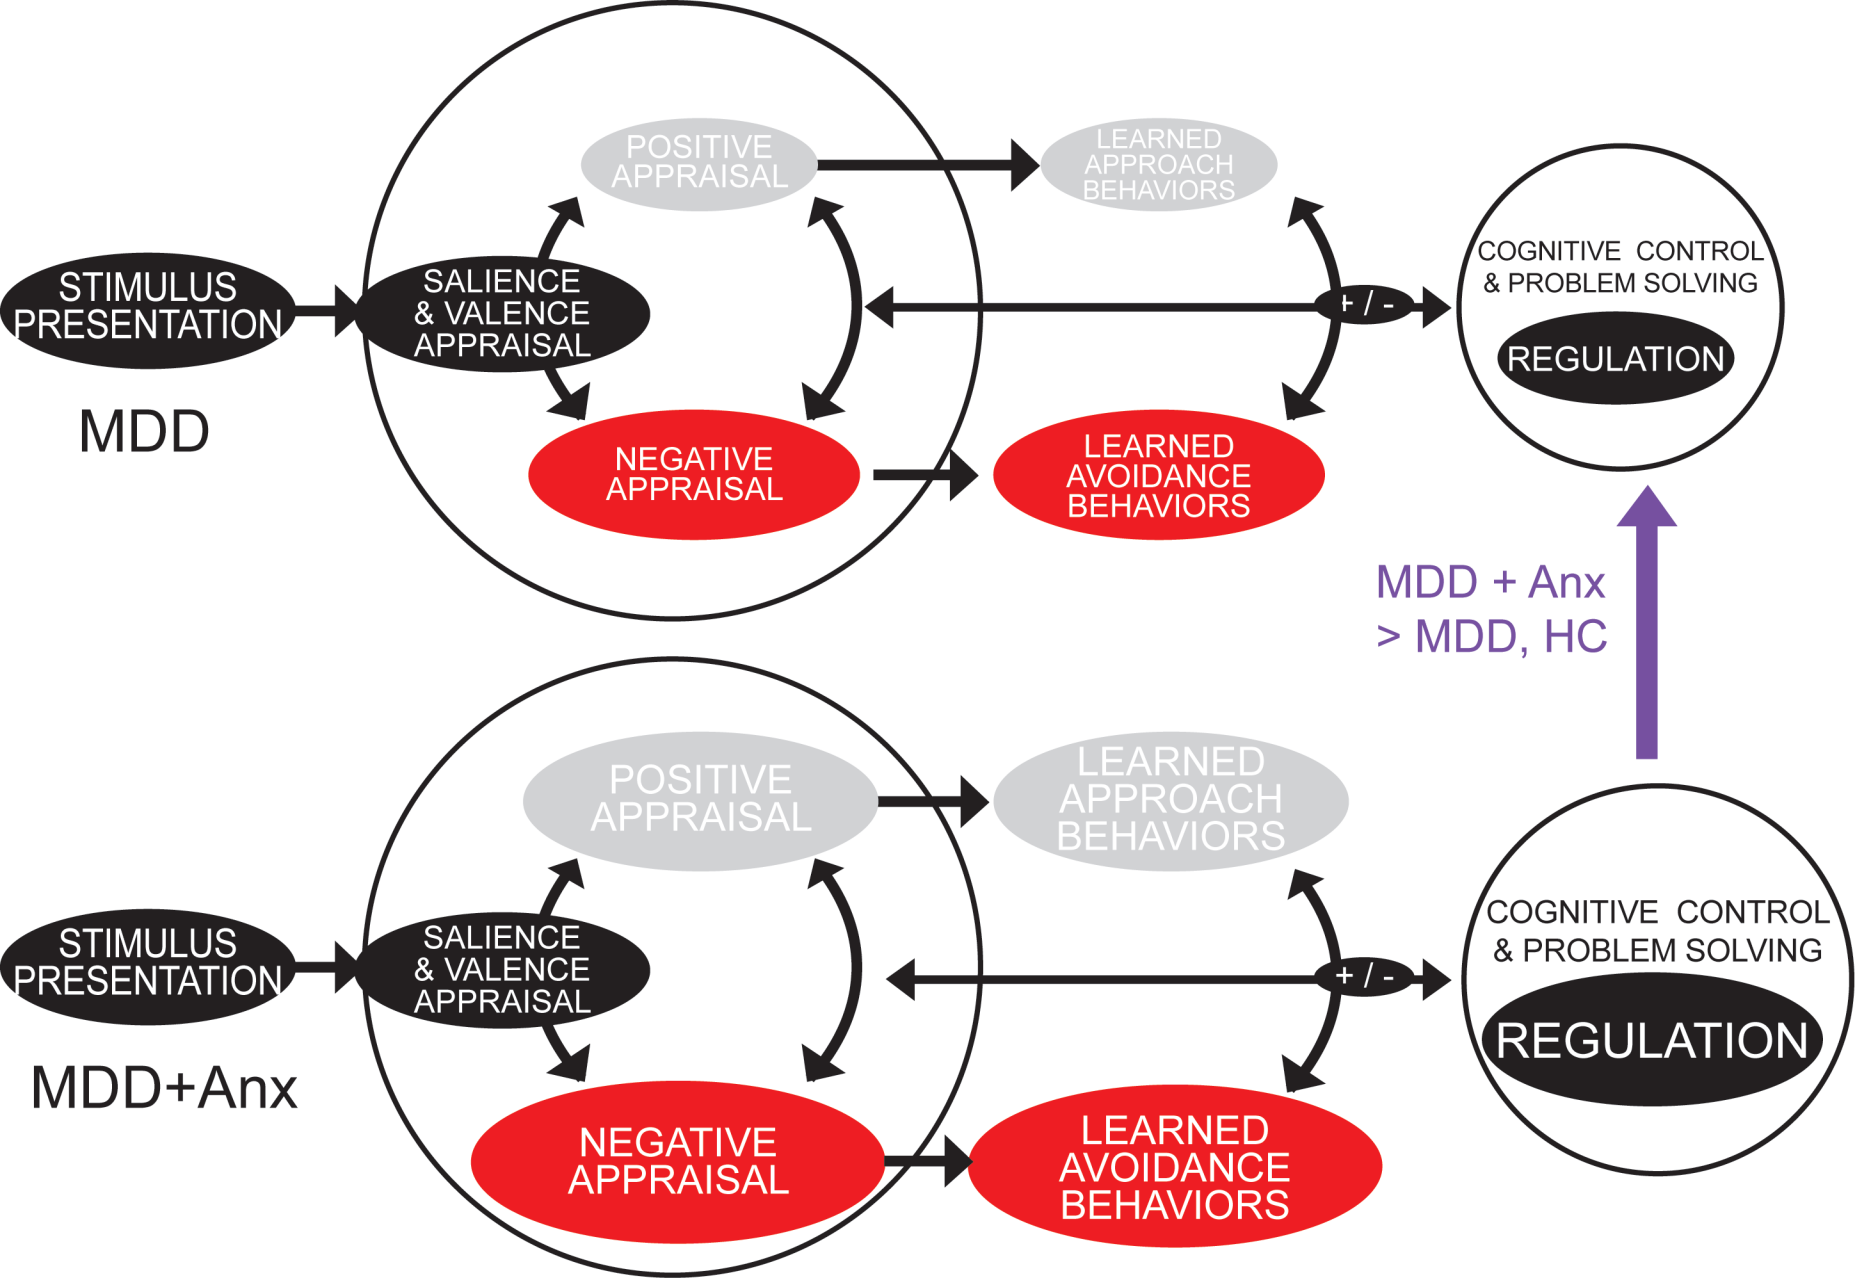 POSITIVE
APPRAISAL
LEARNED
APPROACH
BEHAVIORS
STIMULUS
PRESENTATION
SALIENCE
& VALENCE
APPRAISAL
+ / -
COGNITIVE CONTROL
& PROBLEM SOLVING
REGULATION
MDD
NEGATIVE
APPRAISAL
LEARNED
AVOIDANCE
BEHAVIORS
MDD + Anx
> MDD, HC
POSITIVE
APPRAISAL
LEARNED
APPROACH
BEHAVIORS
STIMULUS
PRESENTATION
SALIENCE
& VALENCE
APPRAISAL
+ / -
COGNITIVE CONTROL
& PROBLEM SOLVING
REGULATION
MDD+Anx
NEGATIVE
APPRAISAL
LEARNED
AVOIDANCE
BEHAVIORS